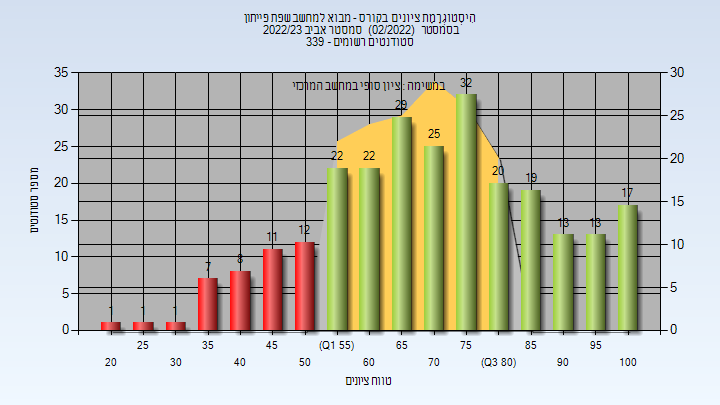 היסטוגרמת ציונים בקורס - מבוא למחשב שפת פייתון
בסמסטר (02/2022) סמסטר אביב 2022/23
סטודנטים רשומים - 339
במשימה : ציון סופי במחשב המרכזי
מספר סטודנטים
35 30 25 20 15 10 5 0
30 25 20 15 10 5 0
1 1 1 7 8 11 12 22 22 29 25 32 20 19 13 13 17
25 35 45 (Q1 55) 65 75 85 95
20 30 40 50 60 70 (Q3 80) 90 100
טווח ציונים